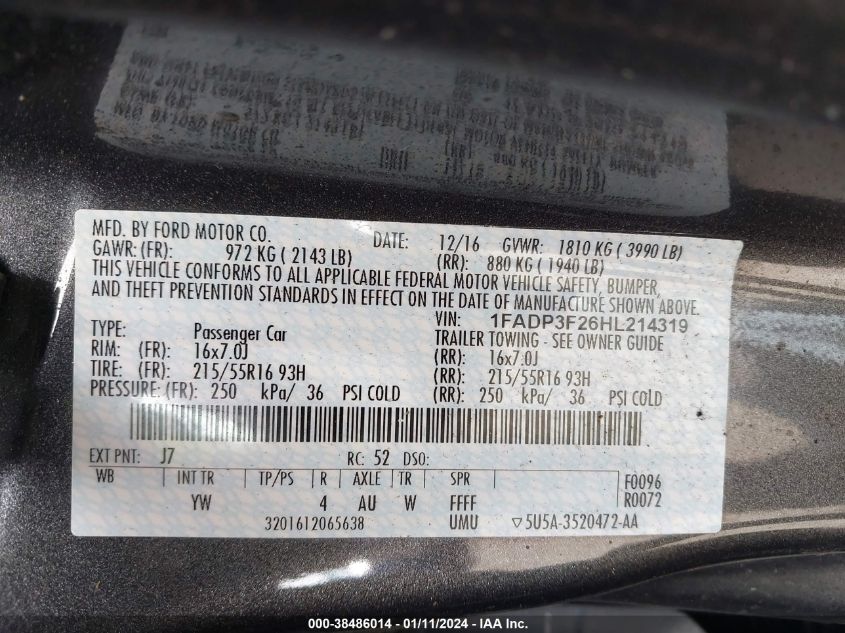 MFD. BY FORD MOTOR CO. DATE: 12/16 GVWR: 1810 KG ( 3990 LB)
GAWR: (FR): 972 KG ( 2143 LB) (RR): 880 KG ( 1940 LB)
THIS VEHICLE CONFORMS TO ALL APPLICABLE FEDERAL MOTOR VEHICLE SAFETY, BUMPER,
AND THEFT PREVENTION STANDARDS IN EFFECT ON THE DATE OF MANUFACTURE SHOWN ABOVE.
VIN: 1FADP3F26HL214319
TYPE: Passenger Car TRAILER TOWING - SEE OWNER GUIDE
RIM: (FR): 16x7.0J (RR): 16x7.0J
TIRE: (FR): 215/55R16 93H (RR): 215/55R16 93H
PRESSURE: (FR): 250 kPa/ 36 PSI COLD (RR): 250 kPa/ 36 PSI COLD
EXT PNT: J7 RC: 52 DSO:
WB INT TR TP/PS R AXLE TR SPR F0096
YW 4 AU W FFFF R0072
3201612065638 UMU ▽5U5A-3520472-AA
000-38486014 - 01/11/2024 - IAA Inc.